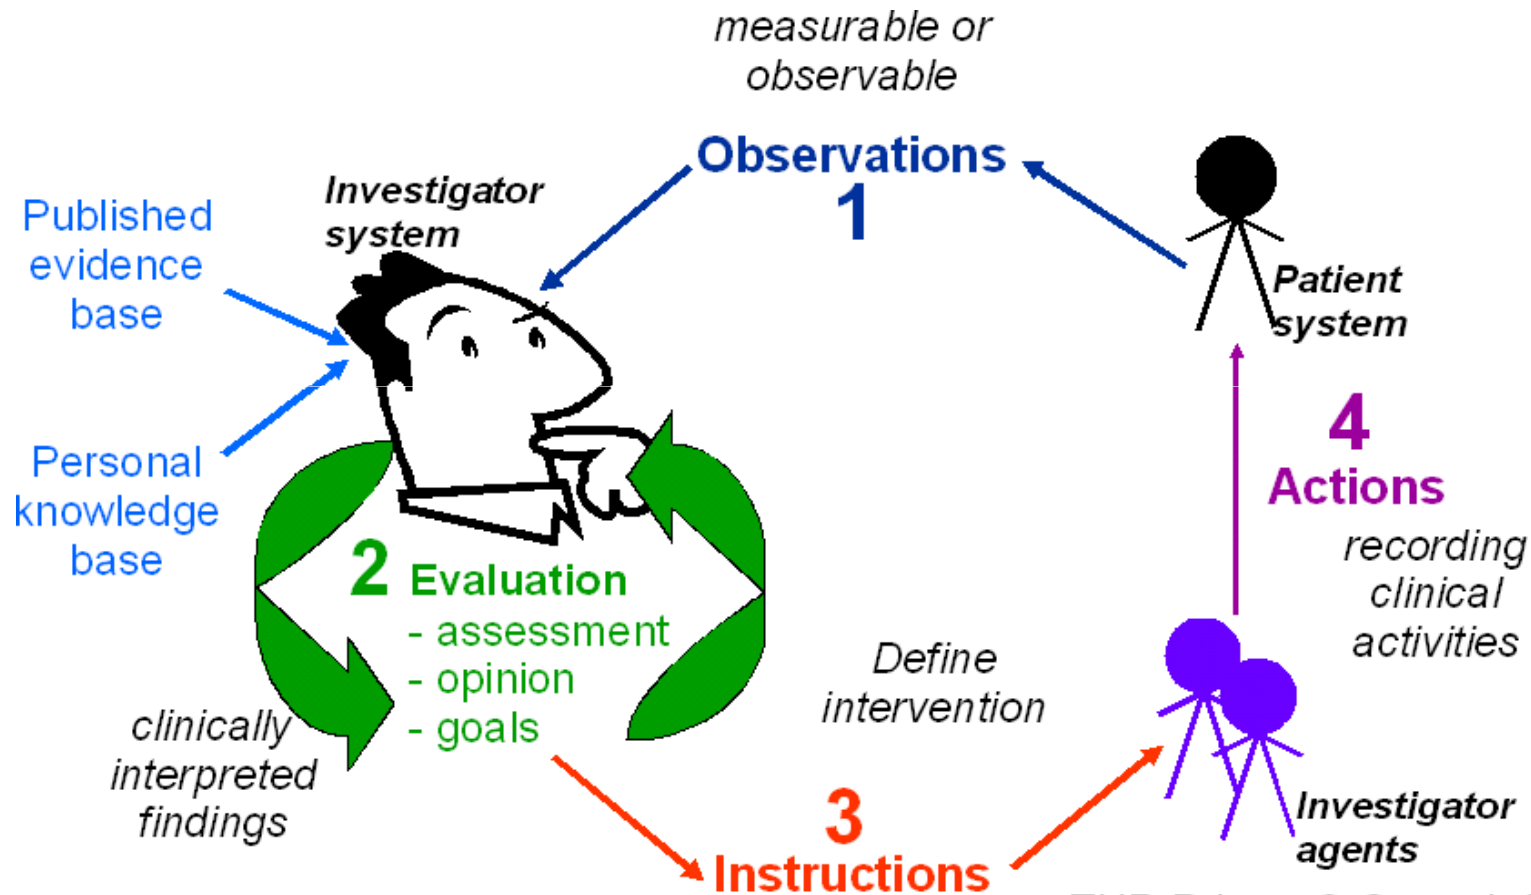 measurable or
observable
Observations
1
Investigator
system
Published
evidence
base
Personal
knowledge
base
Patient
system
4
Actions
recording
clinical
activities
2 Evaluation
- assessment
- opinion
- goals
clinically
interpreted
findings
Define
intervention
3
Instructions
Investigator
agents